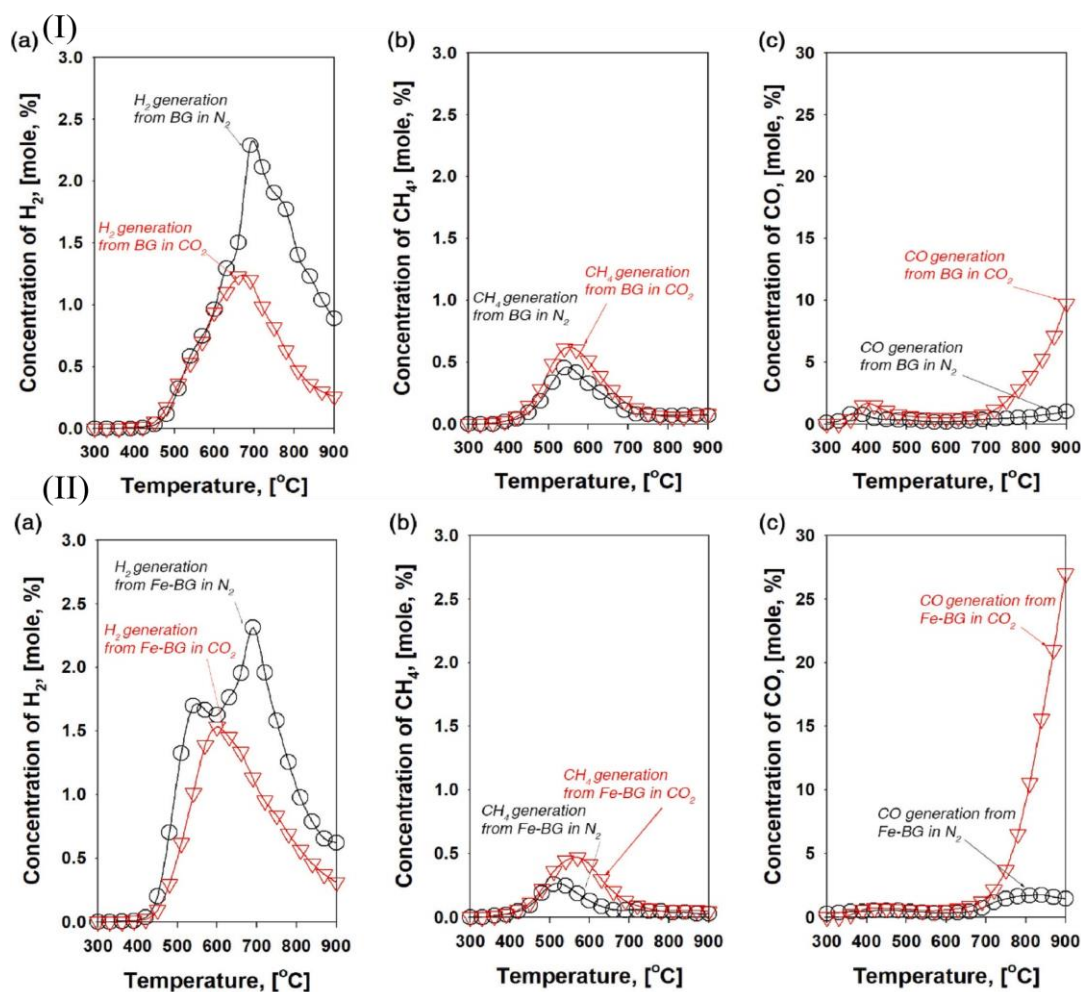 (I)
(a)
Concentration of H2, [mole, %]
3.0
2.5
2.0
1.5
1.0
0.5
0.0
H2 generation
from BG in N2
H2 generation
from BG in CO2
300 400 500 600 700 800 900
Temperature, [oC]
(b)
Concentration of CH4, [mole, %]
3.0
2.5
2.0
1.5
1.0
0.5
0.0
CH4 generation
from BG in CO2
CH4 generation
from BG in N2
300 400 500 600 700 800 900
Temperature, [oC]
(c)
Concentration of CO, [mole, %]
30
25
20
15
10
5
0
CO generation
from BG in CO2
CO generation
from BG in N2
300 400 500 600 700 800 900
Temperature, [oC]
(II)
(a)
Concentration of H2, [mole, %]
3.0
2.5
2.0
1.5
1.0
0.5
0.0
H2 generation
from Fe-BG in N2
H2 generation
from Fe-BG in CO2
300 400 500 600 700 800 900
Temperature, [oC]
(b)
Concentration of CH4, [mole, %]
3.0
2.5
2.0
1.5
1.0
0.5
0.0
CH4 generation
from Fe-BG in CO2
CH4 generation
from Fe-BG in N2
300 400 500 600 700 800 900
Temperature, [oC]
(c)
Concentration of CO, [mole, %]
30
25
20
15
10
5
0
CO generation from
Fe-BG in CO2
CO generation from
Fe-BG in N2
300 400 500 600 700 800 900
Temperature, [oC]